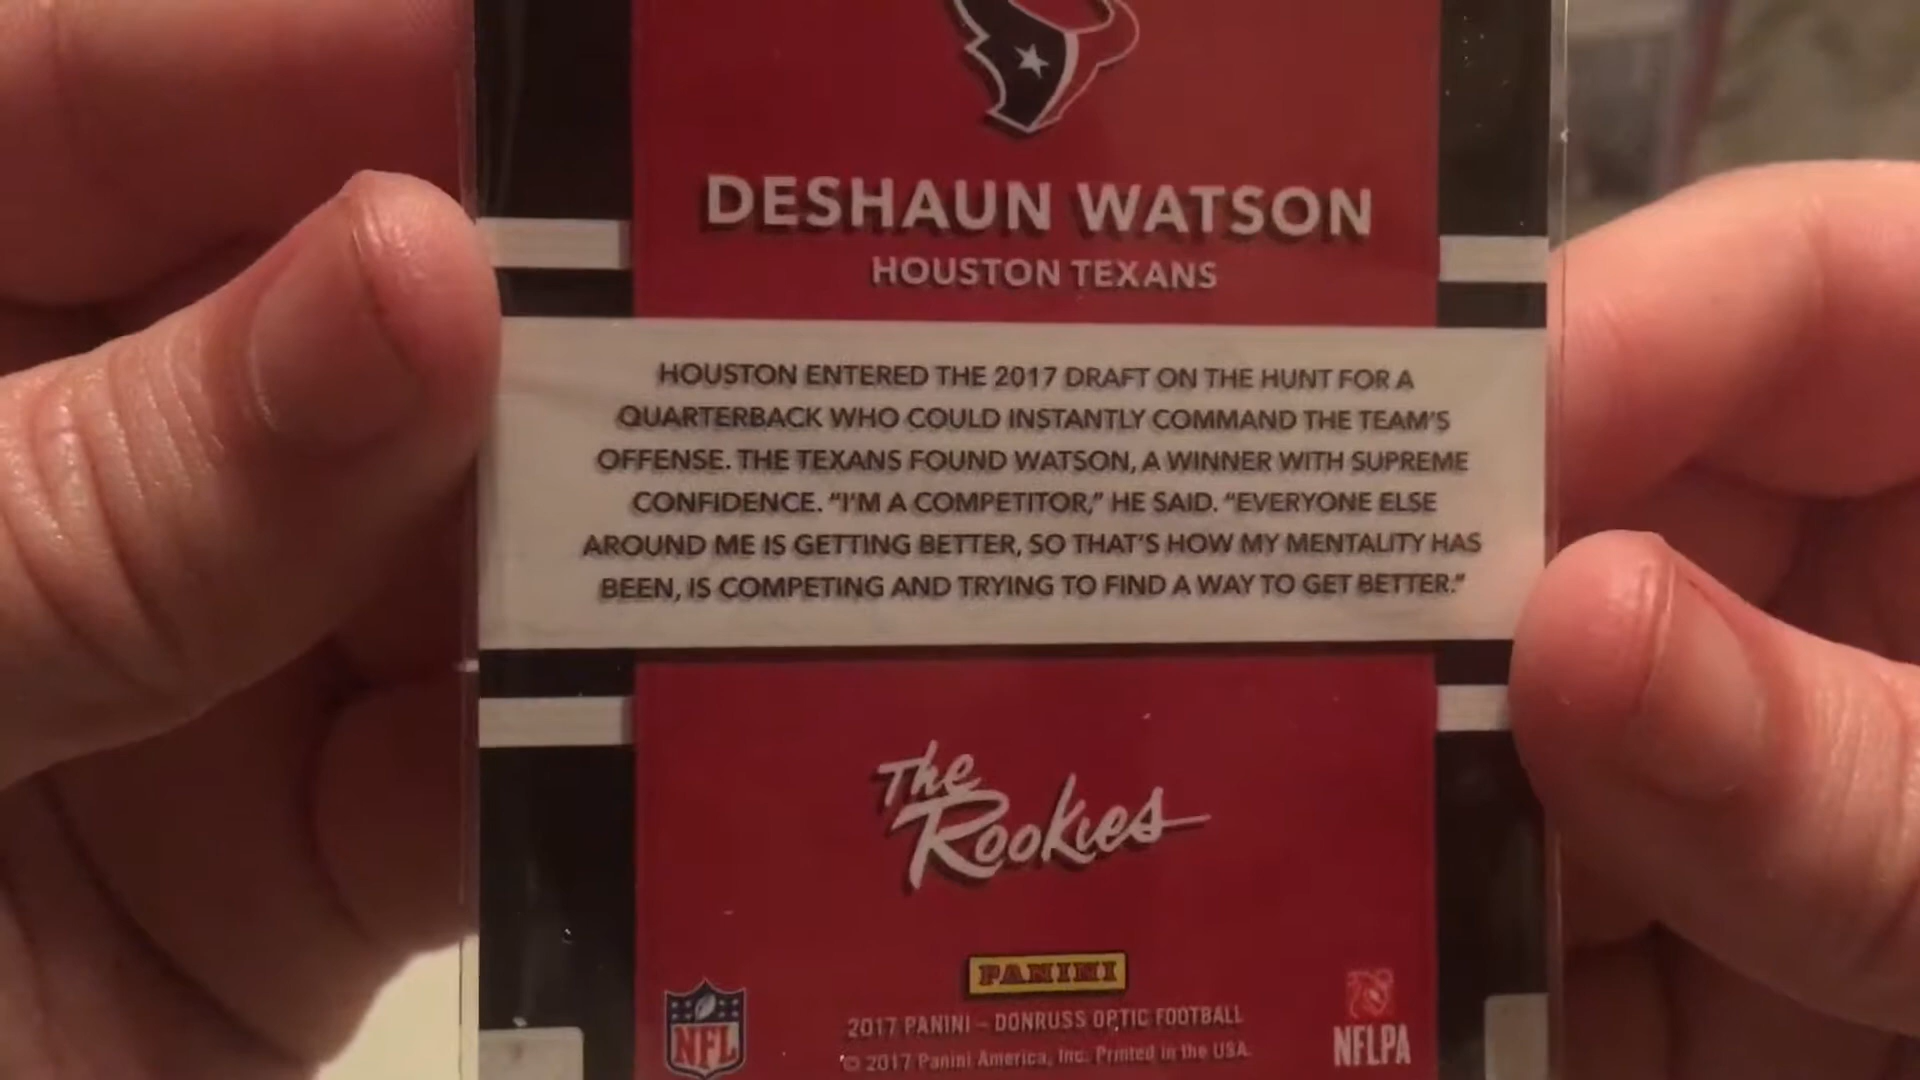 DESHAUN WATSON
HOUSTON TEXANS
HOUSTON ENTERED THE 2017 DRAFT ON THE HUNT FOR A
QUARTERBACK WHO COULD INSTANTLY COMMAND THE TEAM'S
OFFENSE. THE TEXANS FOUND WATSON, A WINNER WITH SUPREME
CONFIDENCE. “I'M A COMPETITOR,” HE SAID. “EVERYONE ELSE
AROUND ME IS GETTING BETTER, SO THAT'S HOW MY MENTALITY HAS
BEEN, IS COMPETING AND TRYING TO FIND A WAY TO GET BETTER.”
The
Rookies
PANINI
NFL
2017 PANINI – DONRUSS OPTIC FOOTBALL
© 2017 Panini America, Inc. Printed in the USA.
NFLPA